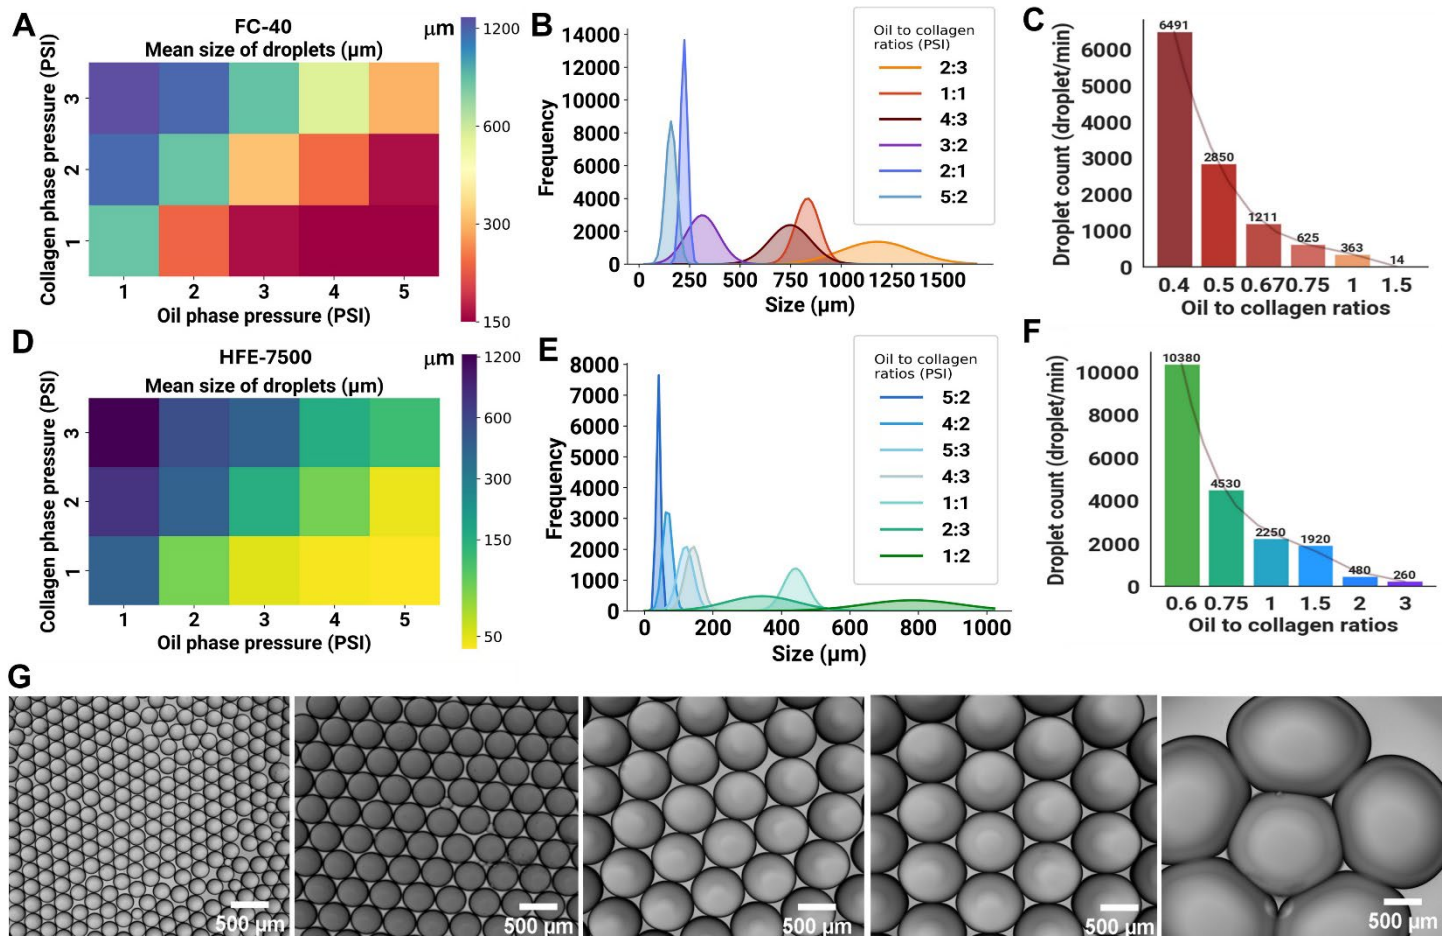 A
FC-40
Mean size of droplets (µm)
µm
Collagen phase pressure (PSI)
3
2
1
1 2 3 4 5
Oil phase pressure (PSI)
1200
600
300
150
B
14000
12000
10000
8000
6000
4000
2000
0
Frequency
0 250 500 750 1000 1250 1500
Size (µm)
Oil to collagen
ratios (PSI)
2:3
1:1
4:3
3:2
2:1
5:2
C
Droplet count (droplet/min)
6000
5000
4000
3000
2000
1000
0
6491
2850
1211
625
363
14
0.4 0.5 0.67 0.75 1 1.5
Oil to collagen ratios
D
HFE-7500
Mean size of droplets (µm)
µm
Collagen phase pressure (PSI)
3
2
1
1 2 3 4 5
Oil phase pressure (PSI)
1200
600
300
150
50
E
8000
7000
6000
5000
4000
3000
2000
1000
0
Frequency
0 200 400 600 800 1000
Size (µm)
Oil to collagen
ratios (PSI)
5:2
4:2
5:3
4:3
1:1
2:3
1:2
F
Droplet count (droplet/min)
10000
8000
6000
4000
2000
0
10380
4530
2250
1920
480
260
0.6 0.75 1 1.5 2 3
Oil to collagen ratios
G
500 µm
500 µm
500 µm
500 µm
500 µm